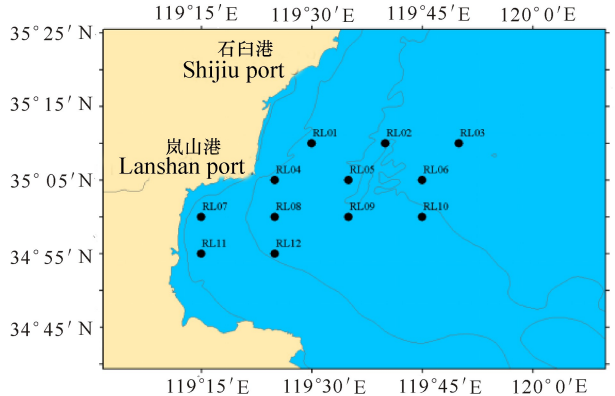 119°15′E 119°30′E 119°45′E 120°0′E
35°25′N
石臼港
Shijiu port
35°15′N
RL01 RL02 RL03
岚山港
Lanshan port
RL04 RL05 RL06
35°05′N
RL07 RL08 RL09 RL10
RL11 RL12
34°55′N
34°45′N
119°15′E 119°30′E 119°45′E 120°0′E